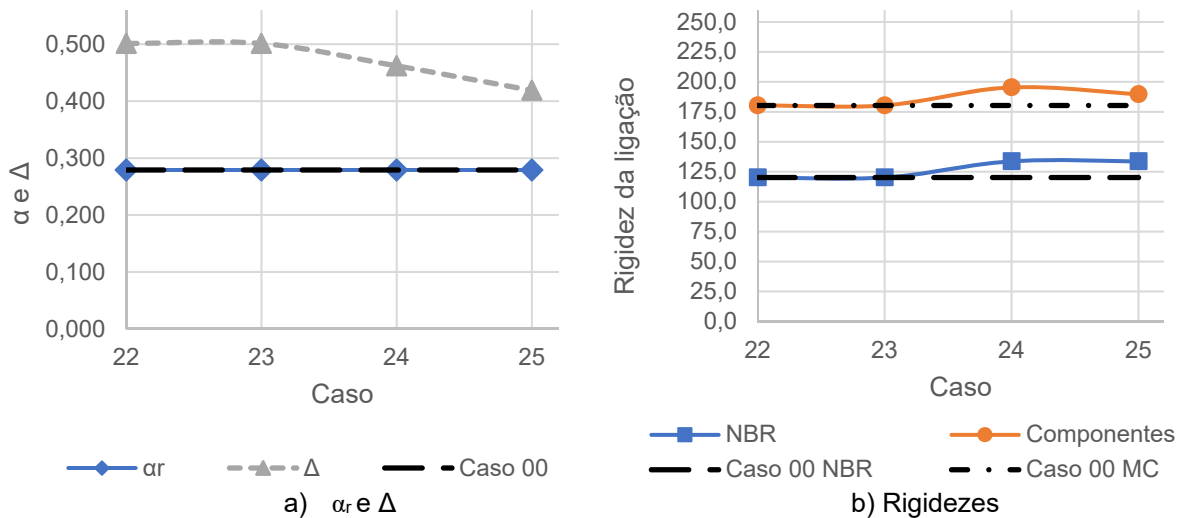 0,500
0,400
0,300
0,200
0,100
0,000
α e Δ
22 23 24 25
Caso
αr Δ Caso 00
a) αr e Δ
250,0
225,0
200,0
175,0
150,0
125,0
100,0
75,0
50,0
25,0
0,0
Rigidez da ligação
22 23 24 25
Caso
NBR Componentes
Caso 00 NBR Caso 00 MC
b) Rigidezes